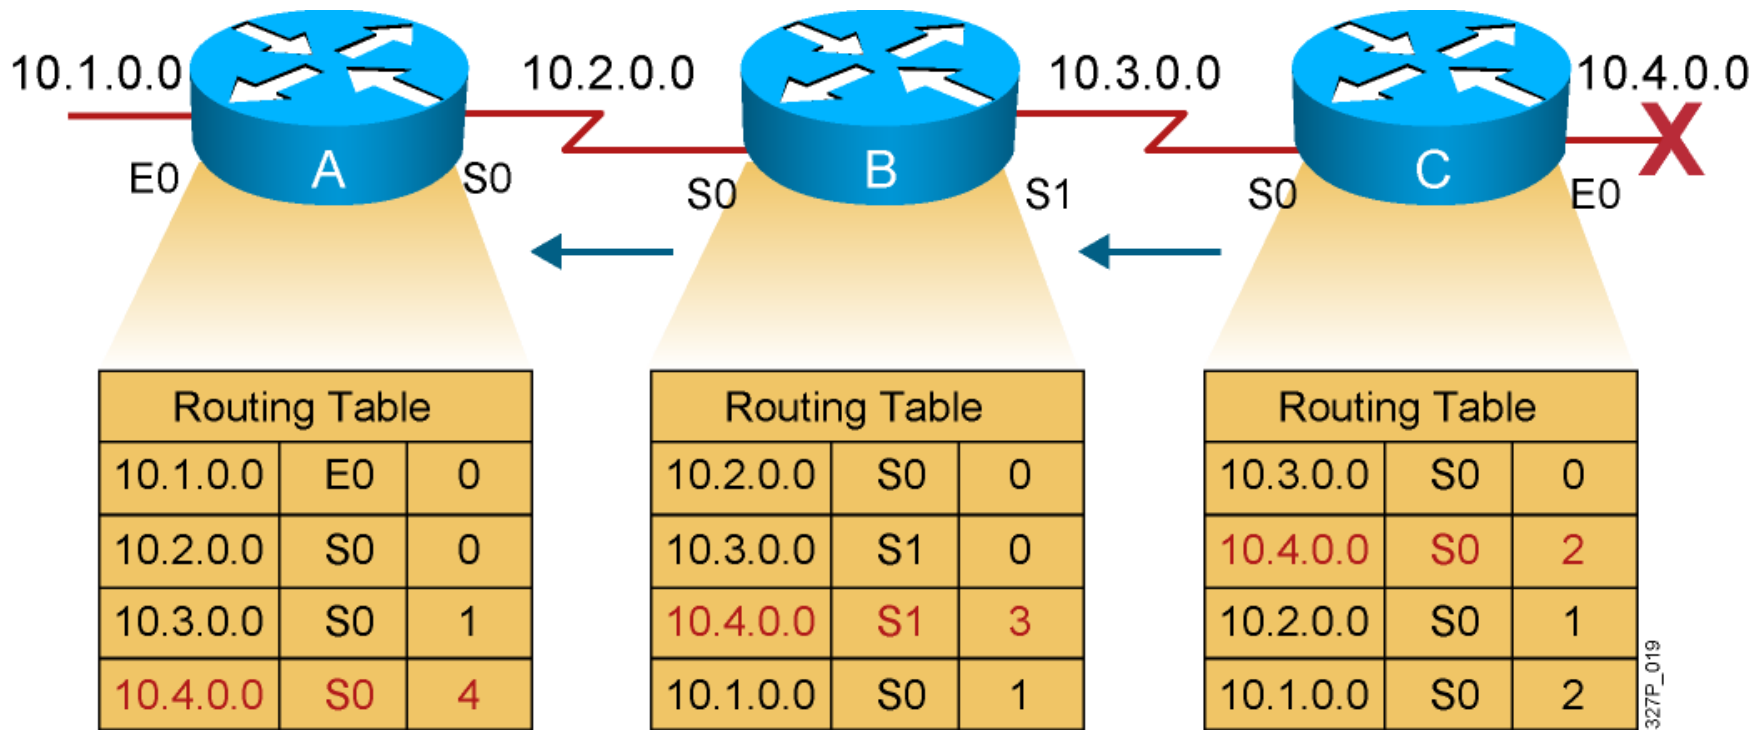 10.1.0.0 10.2.0.0 10.3.0.0 10.4.0.0
X
A B C
E0 S0 S0 S1 S0 E0
Routing Table
10.1.0.0 E0 0
10.2.0.0 S0 0
10.3.0.0 S0 1
10.4.0.0 S0 4
Routing Table
10.2.0.0 S0 0
10.3.0.0 S1 0
10.4.0.0 S1 3
10.1.0.0 S0 1
Routing Table
10.3.0.0 S0 0
10.4.0.0 S0 2
10.2.0.0 S0 1
10.1.0.0 S0 2
327P_019